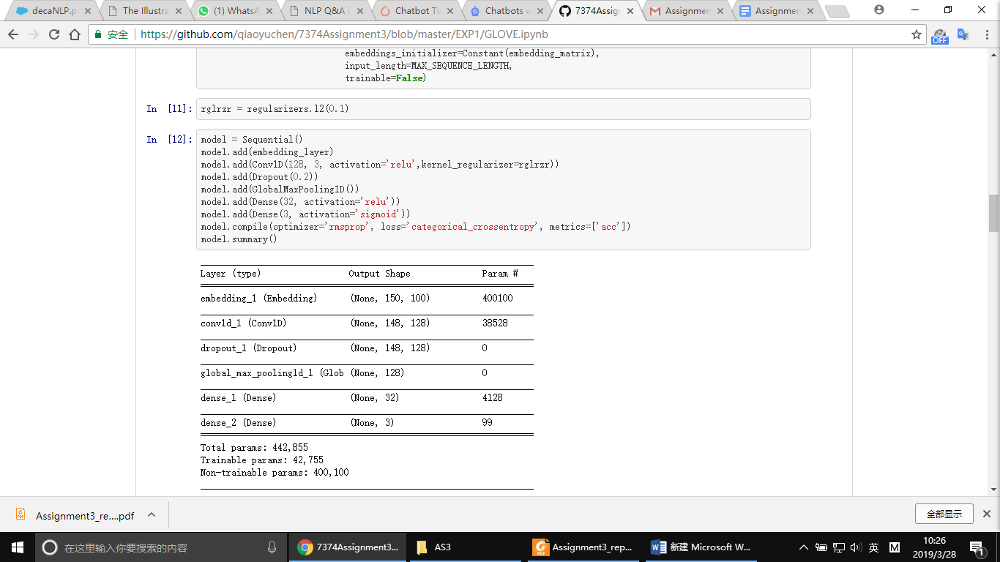 decaNLP.p
The Illustra
(1) WhatsA
NLP Q&A
Chatbot Tu
Chatbots w
7374Assig
Assignmen
Assignmen
安全 https://github.com/qiaoyuchen/7374Assignment3/blob/master/EXP1/GLOVE.ipynb
OFF
embeddings_initializer=Constant(embedding_matrix),
input_length=MAX_SEQUENCE_LENGTH,
trainable=False)
In [11]: rglrzr = regularizers.l2(0.1)
In [12]: model = Sequential()
model.add(embedding_layer)
model.add(Conv1D(128, 3, activation='relu',kernel_regularizer=rglrzr))
model.add(Dropout(0.2))
model.add(GlobalMaxPooling1D())
model.add(Dense(32, activation='relu'))
model.add(Dense(3, activation='sigmoid'))
model.compile(optimizer='rmsprop', loss='categorical_crossentropy', metrics=['acc'])
model.summary()
Layer (type) Output Shape Param #
embedding_1 (Embedding) (None, 150, 100) 400100
conv1d_1 (Conv1D) (None, 148, 128) 38528
dropout_1 (Dropout) (None, 148, 128) 0
global_max_pooling1d_1 (Glob (None, 128) 0
dense_1 (Dense) (None, 32) 4128
dense_2 (Dense) (None, 3) 99
Total params: 442,855
Trainable params: 42,755
Non-trainable params: 400,100
Assignment3_re....pdf
全部显示
在这里输入你要搜索的内容
7374Assignment3...
AS3
Assignment3_rep...
新建 Microsoft W...
英
M
10:26
2019/3/28
1